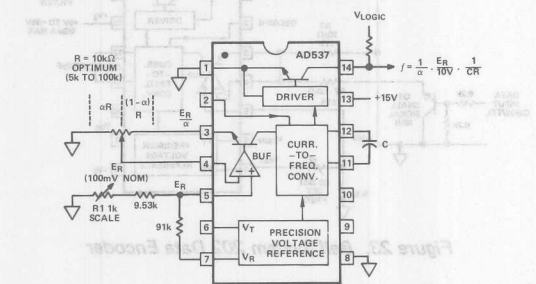 VLOGIC
R = 10kΩ
OPTIMUM
(5k TO 100k)
AD537
1
14
f = 1/α · ER/10V · 1/CR
DRIVER
13
+15V
2
αR
(1-α)
R
ER/α
3
12
C
BUF
CURR.
-TO-
FREQ.
CONV.
4
11
- +
ER
(100mV NOM)
ER
5
10
R1 1k
SCALE
9.53k
91k
6
VT
PRECISION
VOLTAGE
REFERENCE
9
7
VR
8
Figure 23.
Data Encoder